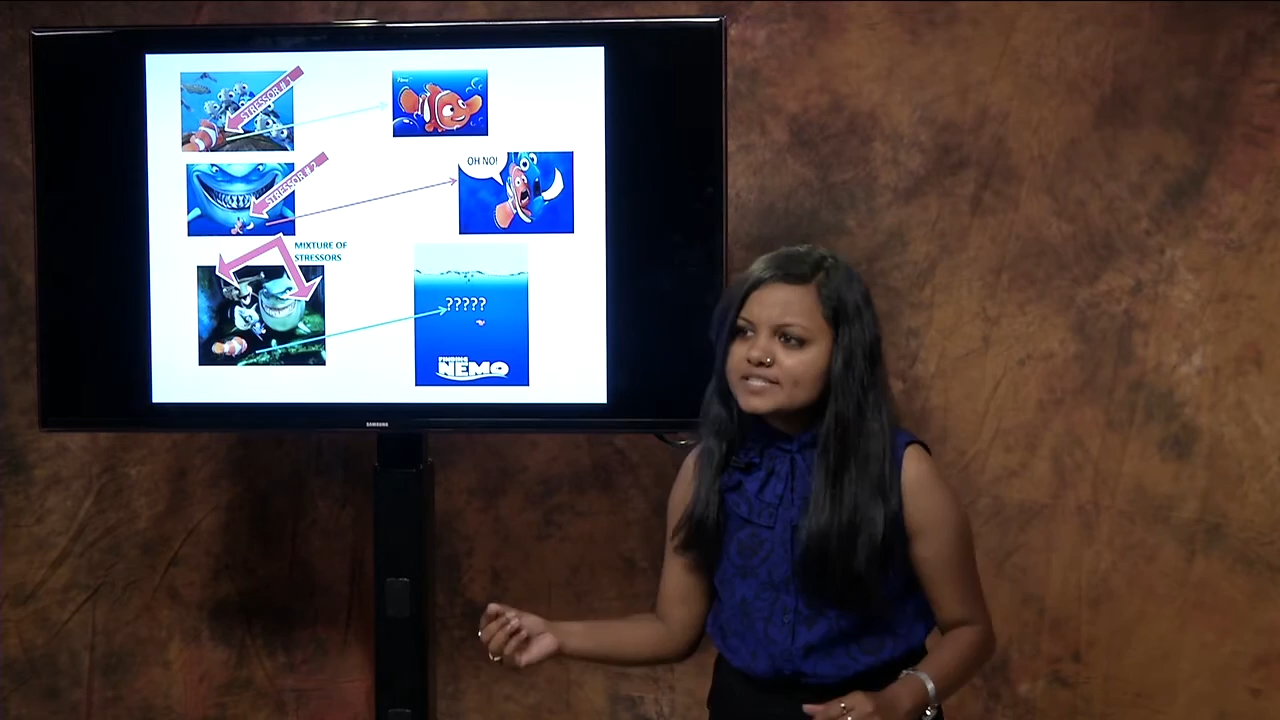 STRESSOR # 1
OH NO!
STRESSOR # 2
MIXTURE OF
STRESSORS
?????
FINDING
NEMO
SAMSUNG